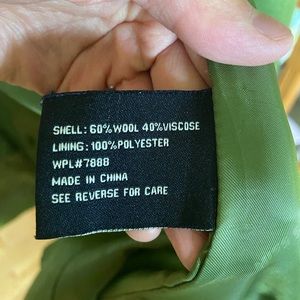 SHELL: 60%WOOL 40%VISCOSE
LINING: 100%POLYESTER
WPL#7888
MADE IN CHINA
SEE REVERSE FOR CARE